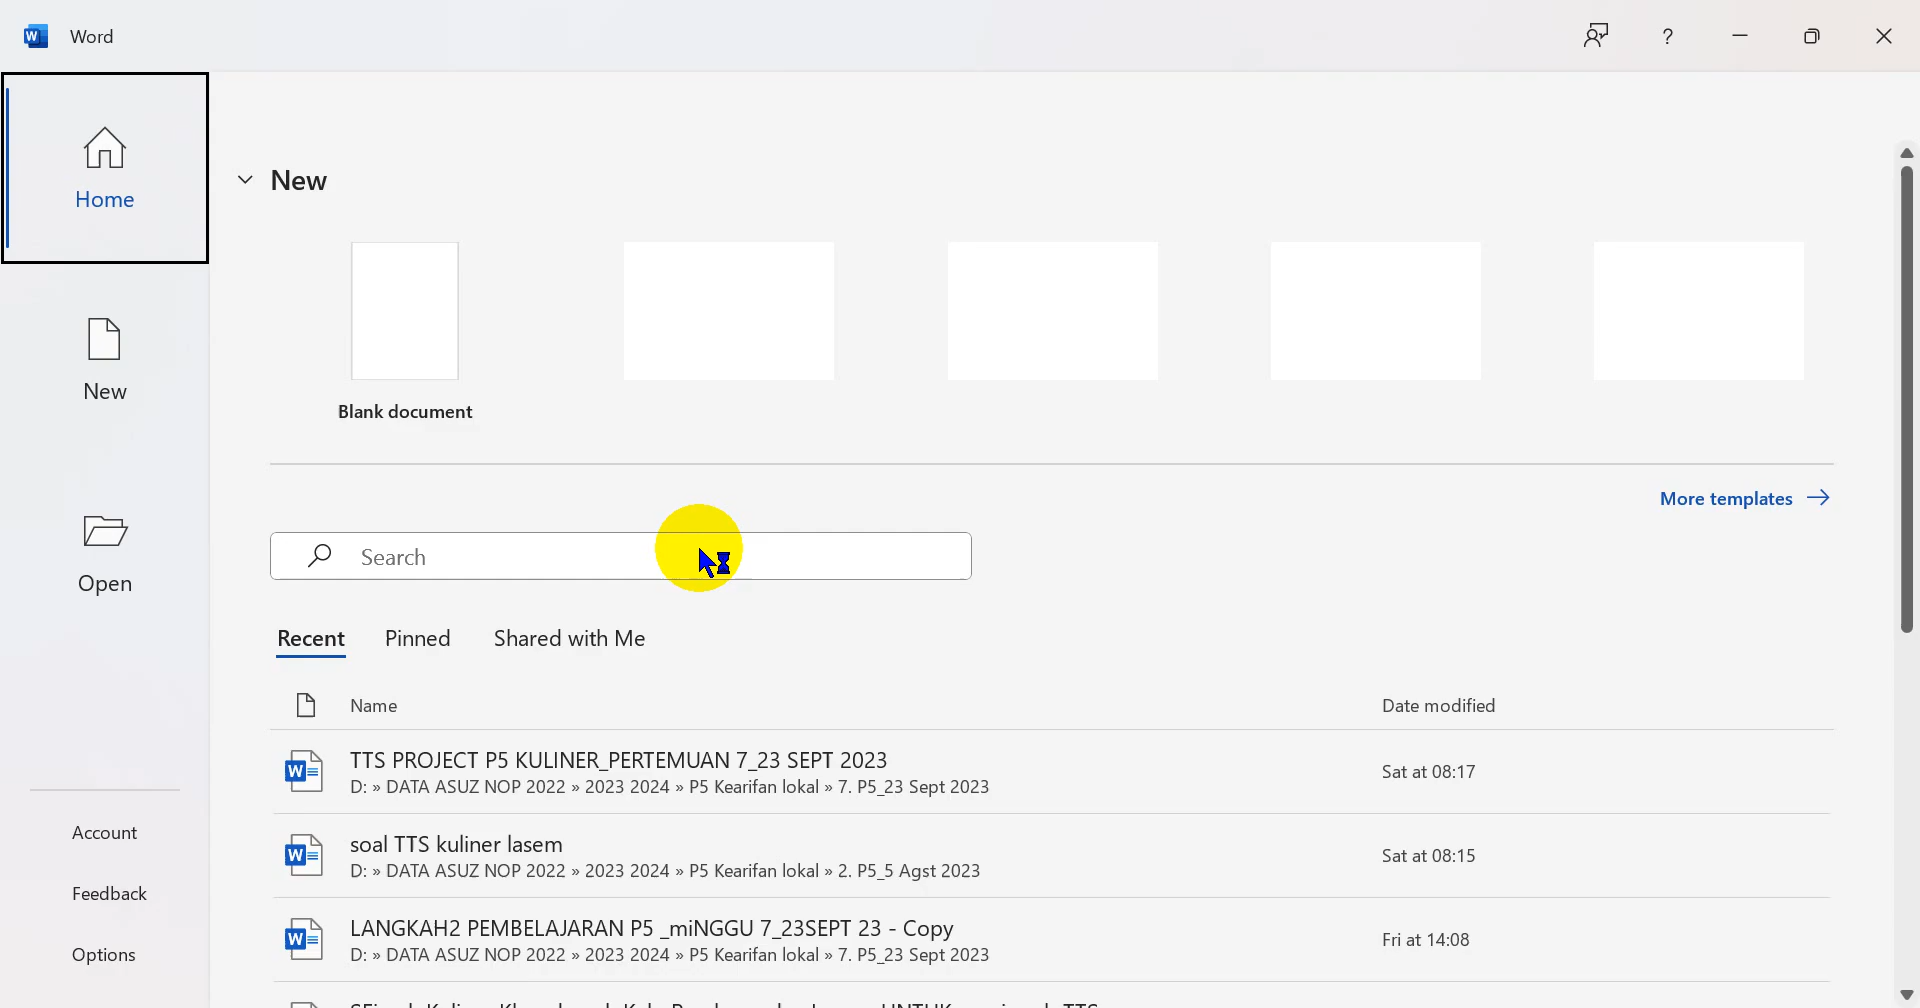 Word
?
Home
New
Open
Account
Feedback
Options
New
Blank document
More templates
Search
Recent Pinned Shared with Me
Name Date modified
TTS PROJECT P5 KULINER_PERTEMUAN 7_23 SEPT 2023
D: » DATA ASUZ NOP 2022 » 2023 2024 » P5 Kearifan lokal » 7. P5_23 Sept 2023
Sat at 08:17
soal TTS kuliner lasem
D: » DATA ASUZ NOP 2022 » 2023 2024 » P5 Kearifan lokal » 2. P5_5 Agst 2023
Sat at 08:15
LANGKAH2 PEMBELAJARAN P5 _miNGGU 7_23SEPT 23 - Copy
D: » DATA ASUZ NOP 2022 » 2023 2024 » P5 Kearifan lokal » 7. P5_23 Sept 2023
Fri at 14:08